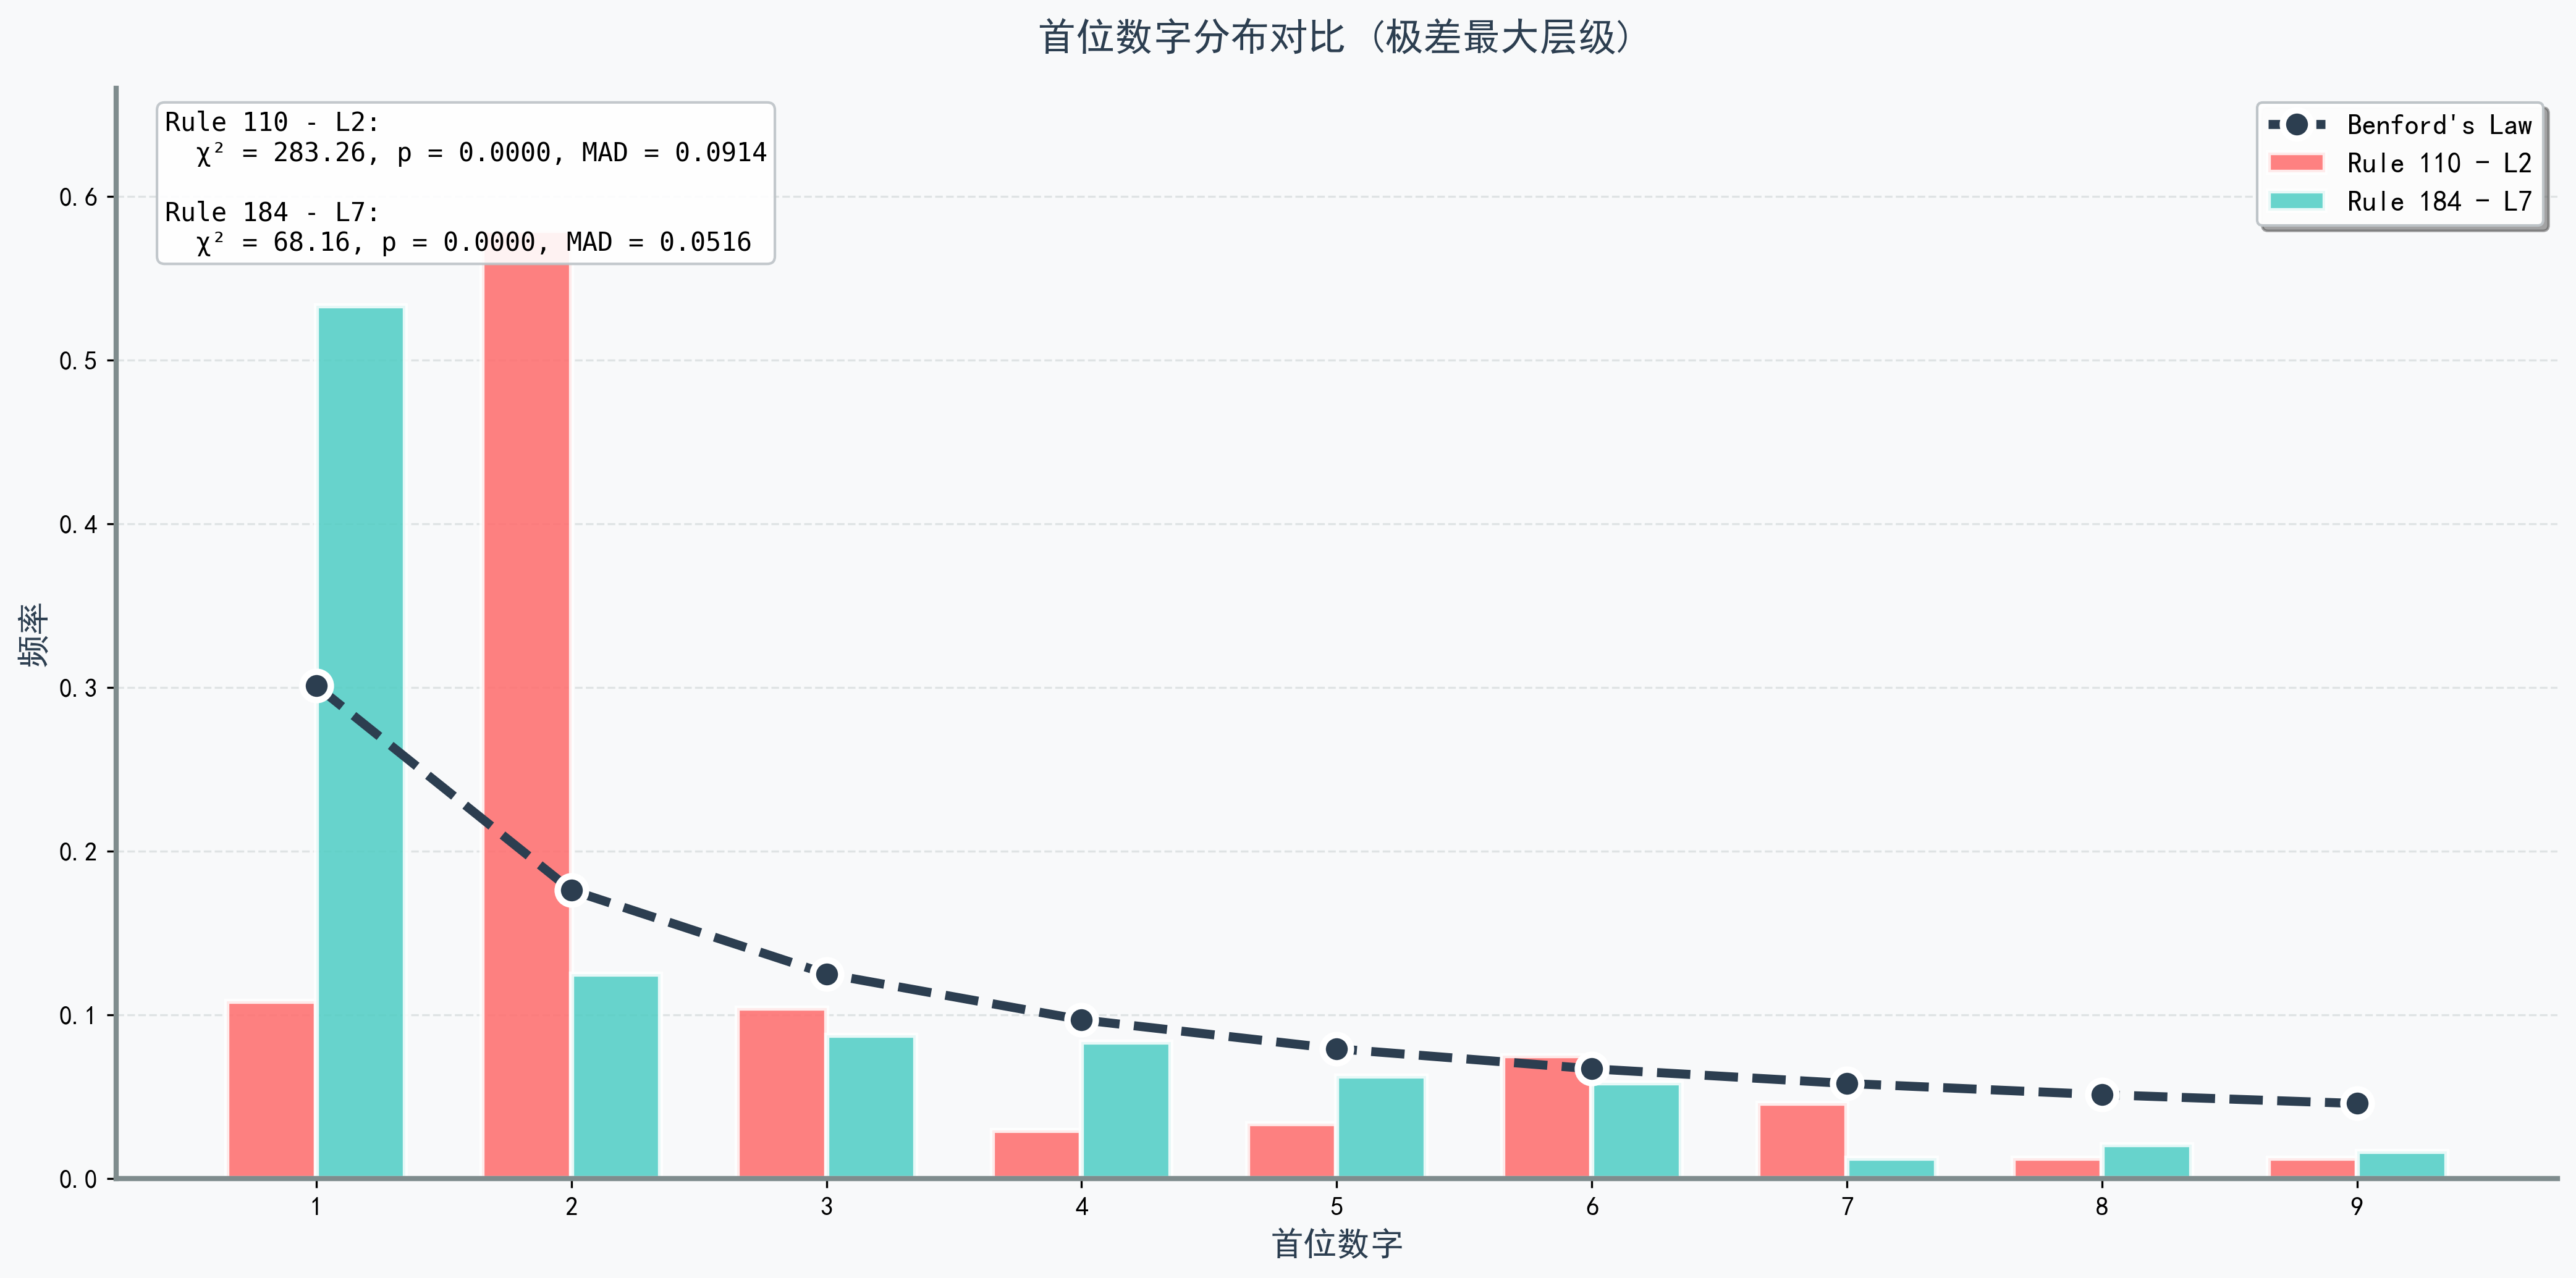 首位数字分布对比 (极差最大层级)
Rule 110 - L2:
χ² = 283.26, p = 0.0000, MAD = 0.0914
Rule 184 - L7:
χ² = 68.16, p = 0.0000, MAD = 0.0516
Benford's Law
Rule 110 - L2
Rule 184 - L7
频率
0.6
0.5
0.4
0.3
0.2
0.1
0.0
1 2 3 4 5 6 7 8 9
首位数字